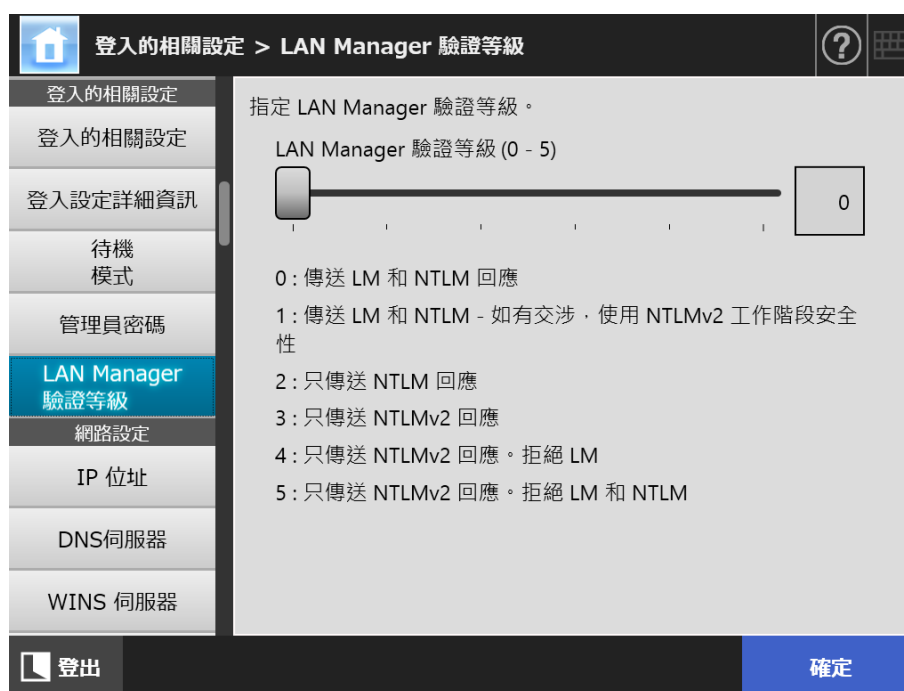 登入的相關設定 > LAN Manager 驗證等級
?
登入的相關設定
登入的相關設定
登入設定詳細資訊
待機
模式
管理員密碼
LAN Manager
驗證等級
網路設定
IP 位址
DNS伺服器
WINS 伺服器
指定 LAN Manager 驗證等級。
LAN Manager 驗證等級 (0 - 5)
0
0 : 傳送 LM 和 NTLM 回應
1 : 傳送 LM 和 NTLM - 如有交涉，使用 NTLMv2 工作階段安全
性
2 : 只傳送 NTLM 回應
3 : 只傳送 NTLMv2 回應
4 : 只傳送 NTLMv2 回應。拒絕 LM
5 : 只傳送 NTLMv2 回應。拒絕 LM 和 NTLM
登出
確定